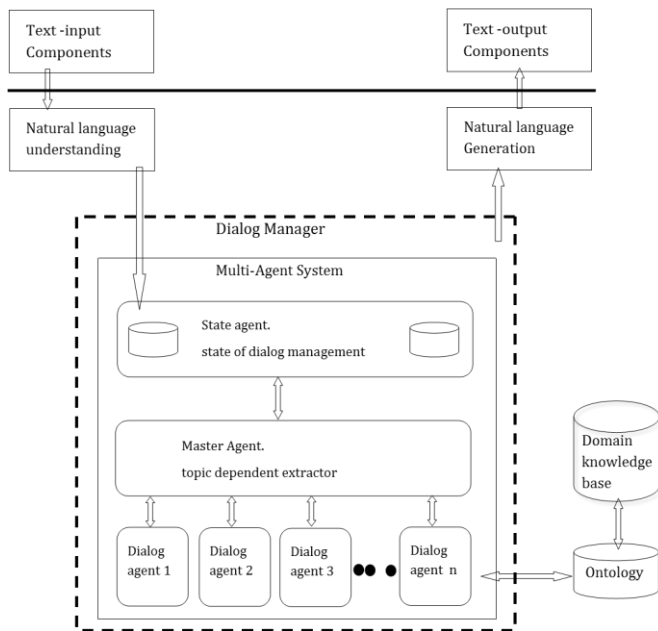 Text -input
Components
Text -output
Components
Natural language
understanding
Natural language
Generation
Dialog Manager
Multi-Agent System
State agent.
state of dialog management
Master Agent.
topic dependent extractor
Domain
knowledge
base
Dialog
agent 1
Dialog
agent 2
Dialog
agent 3
Dialog
agent n
Ontology